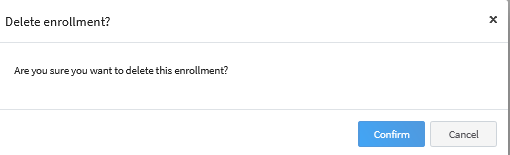 Delete enrollment?
×
Are you sure you want to delete this enrollment?
Confirm
Cancel